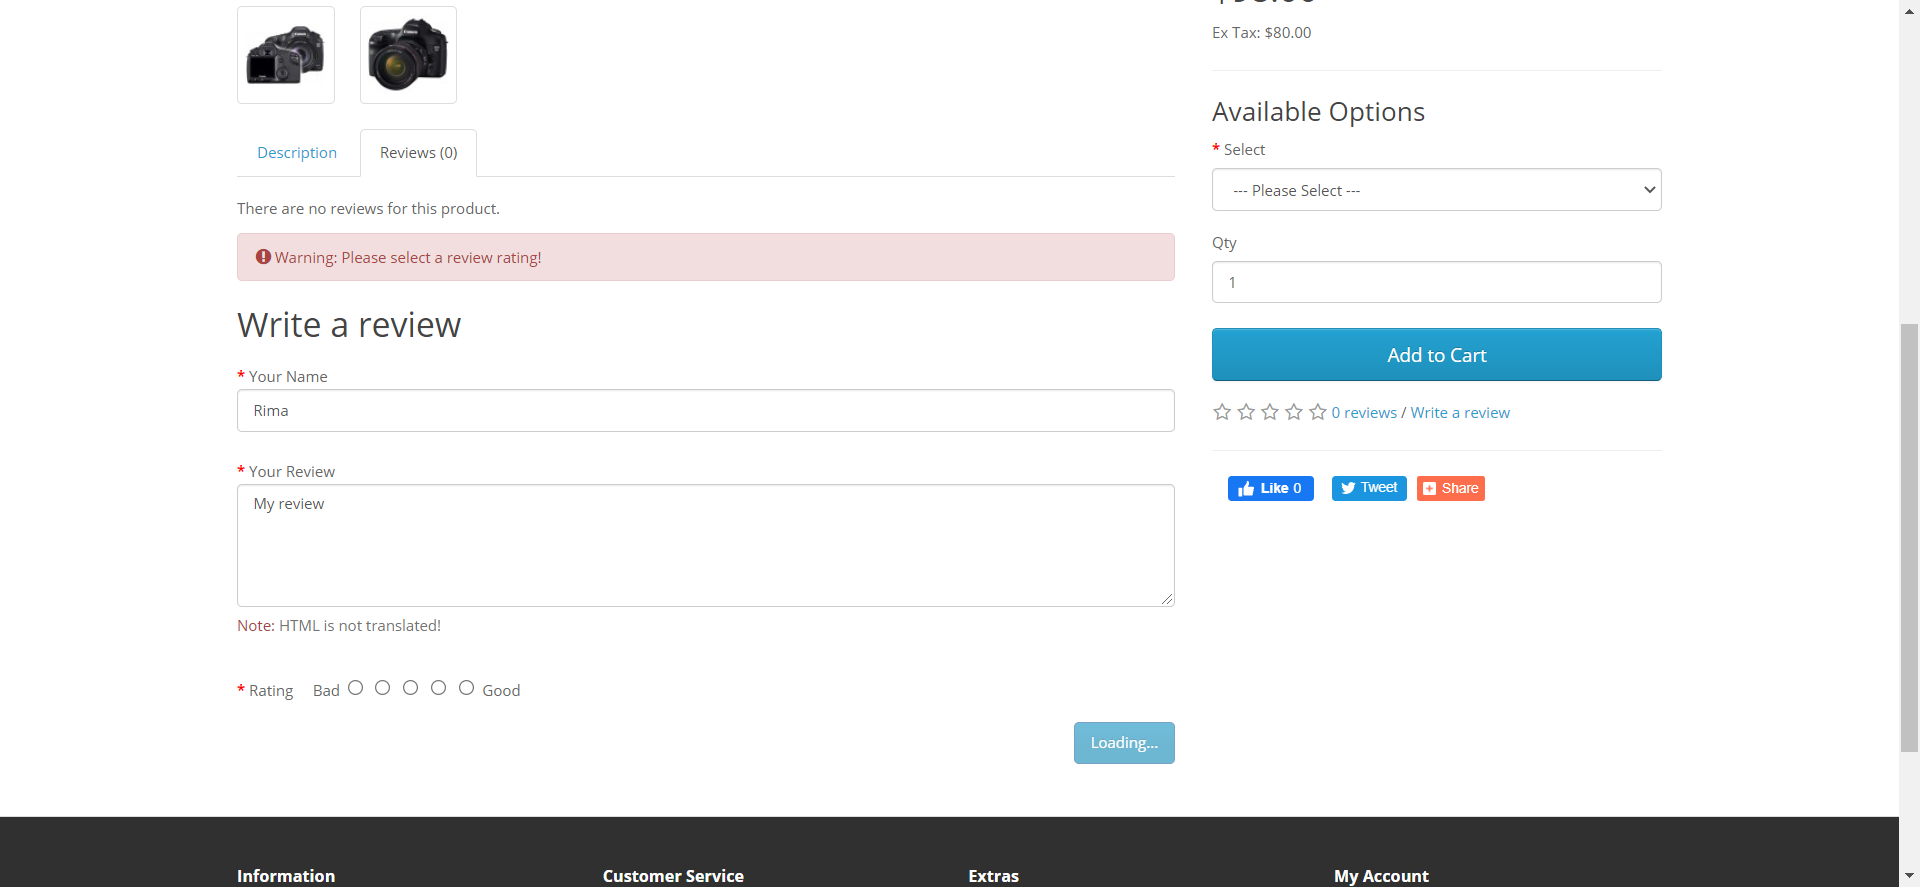 Ex Tax: $80.00
Available Options
* Select
--- Please Select ---
Qty
1
Add to Cart
0 reviews / Write a review
Like 0
Tweet
Share
Description
Reviews (0)
There are no reviews for this product.
Warning: Please select a review rating!
Write a review
* Your Name
Rima
* Your Review
My review
Note: HTML is not translated!
* Rating Bad Good
Loading...
Information
Customer Service
Extras
My Account